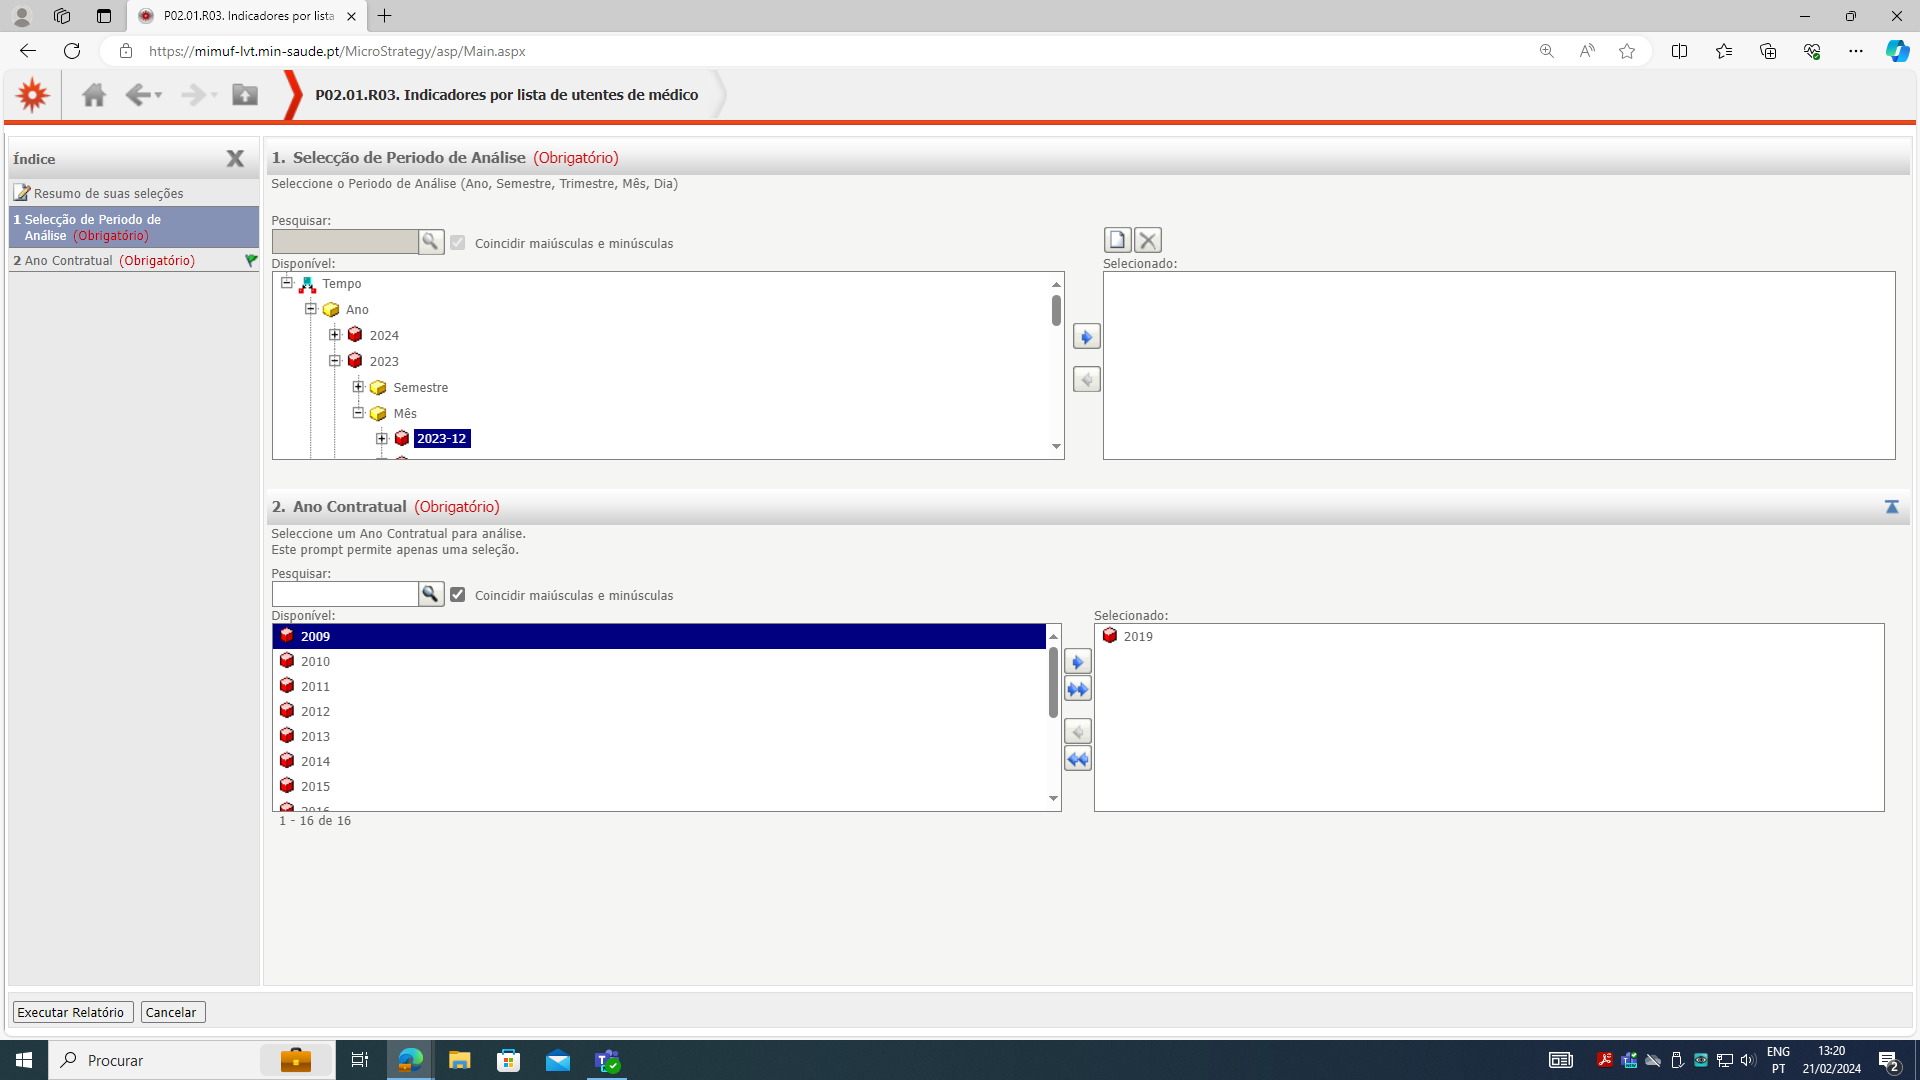 P02.01.R03. Indicadores por lista
https://mimuf-lvt.min-saude.pt/MicroStrategy/asp/Main.aspx
P02.01.R03. Indicadores por lista de utentes de médico
Índice
Resumo de suas seleções
1 Selecção de Periodo de
Análise (Obrigatório)
2 Ano Contratual (Obrigatório)
1. Selecção de Periodo de Análise (Obrigatório)
Seleccione o Periodo de Análise (Ano, Semestre, Trimestre, Mês, Dia)
Pesquisar:
Coincidir maiúsculas e minúsculas
Disponível:
Selecionado:
Tempo
Ano
2024
2023
Semestre
Mês
2023-12
2. Ano Contratual (Obrigatório)
Seleccione um Ano Contratual para análise.
Este prompt permite apenas uma seleção.
Pesquisar:
Coincidir maiúsculas e minúsculas
Disponível:
Selecionado:
2009
2019
2010
2011
2012
2013
2014
2015
2016
1 - 16 de 16
Executar Relatório
Cancelar
Procurar
ENG
PT
13:20
21/02/2024
2